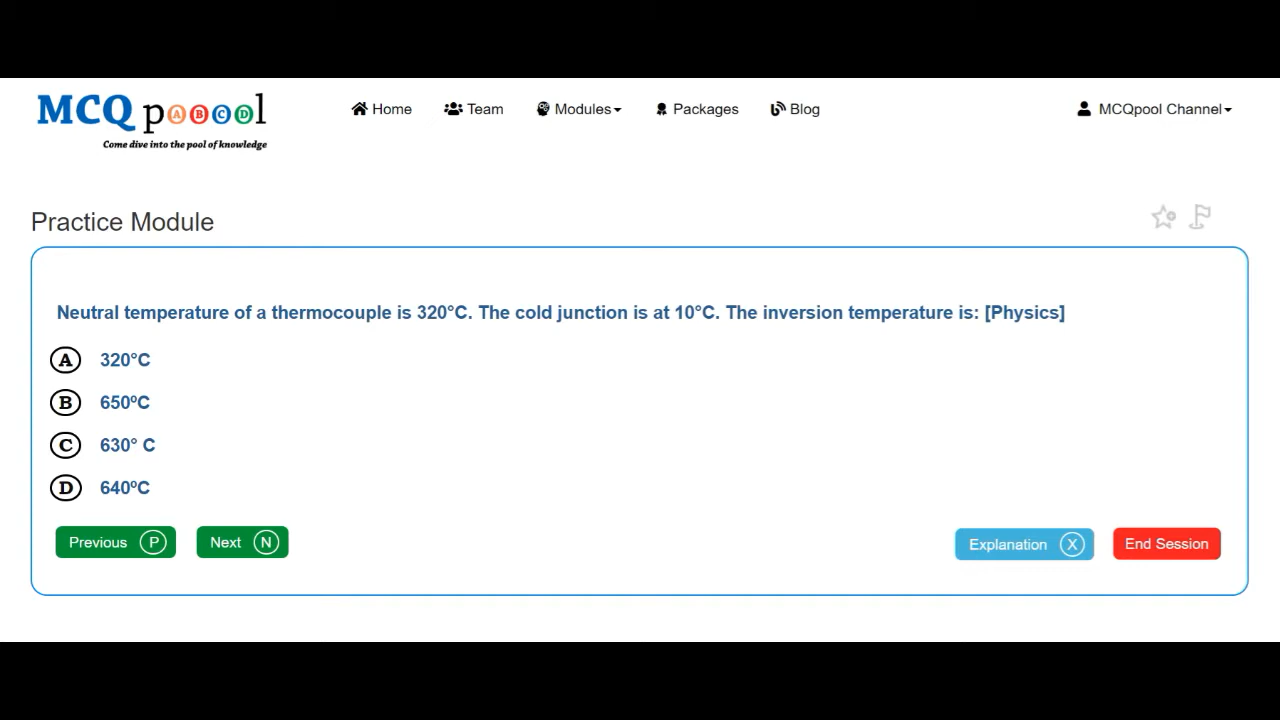 MCQ pABCDl
Come dive into the pool of knowledge
Home Team Modules Packages Blog MCQpool Channel
Practice Module
Neutral temperature of a thermocouple is 320°C. The cold junction is at 10°C. The inversion temperature is: [Physics]
A 320°C
B 650ºC
C 630° C
D 640ºC
Previous P Next N Explanation X End Session